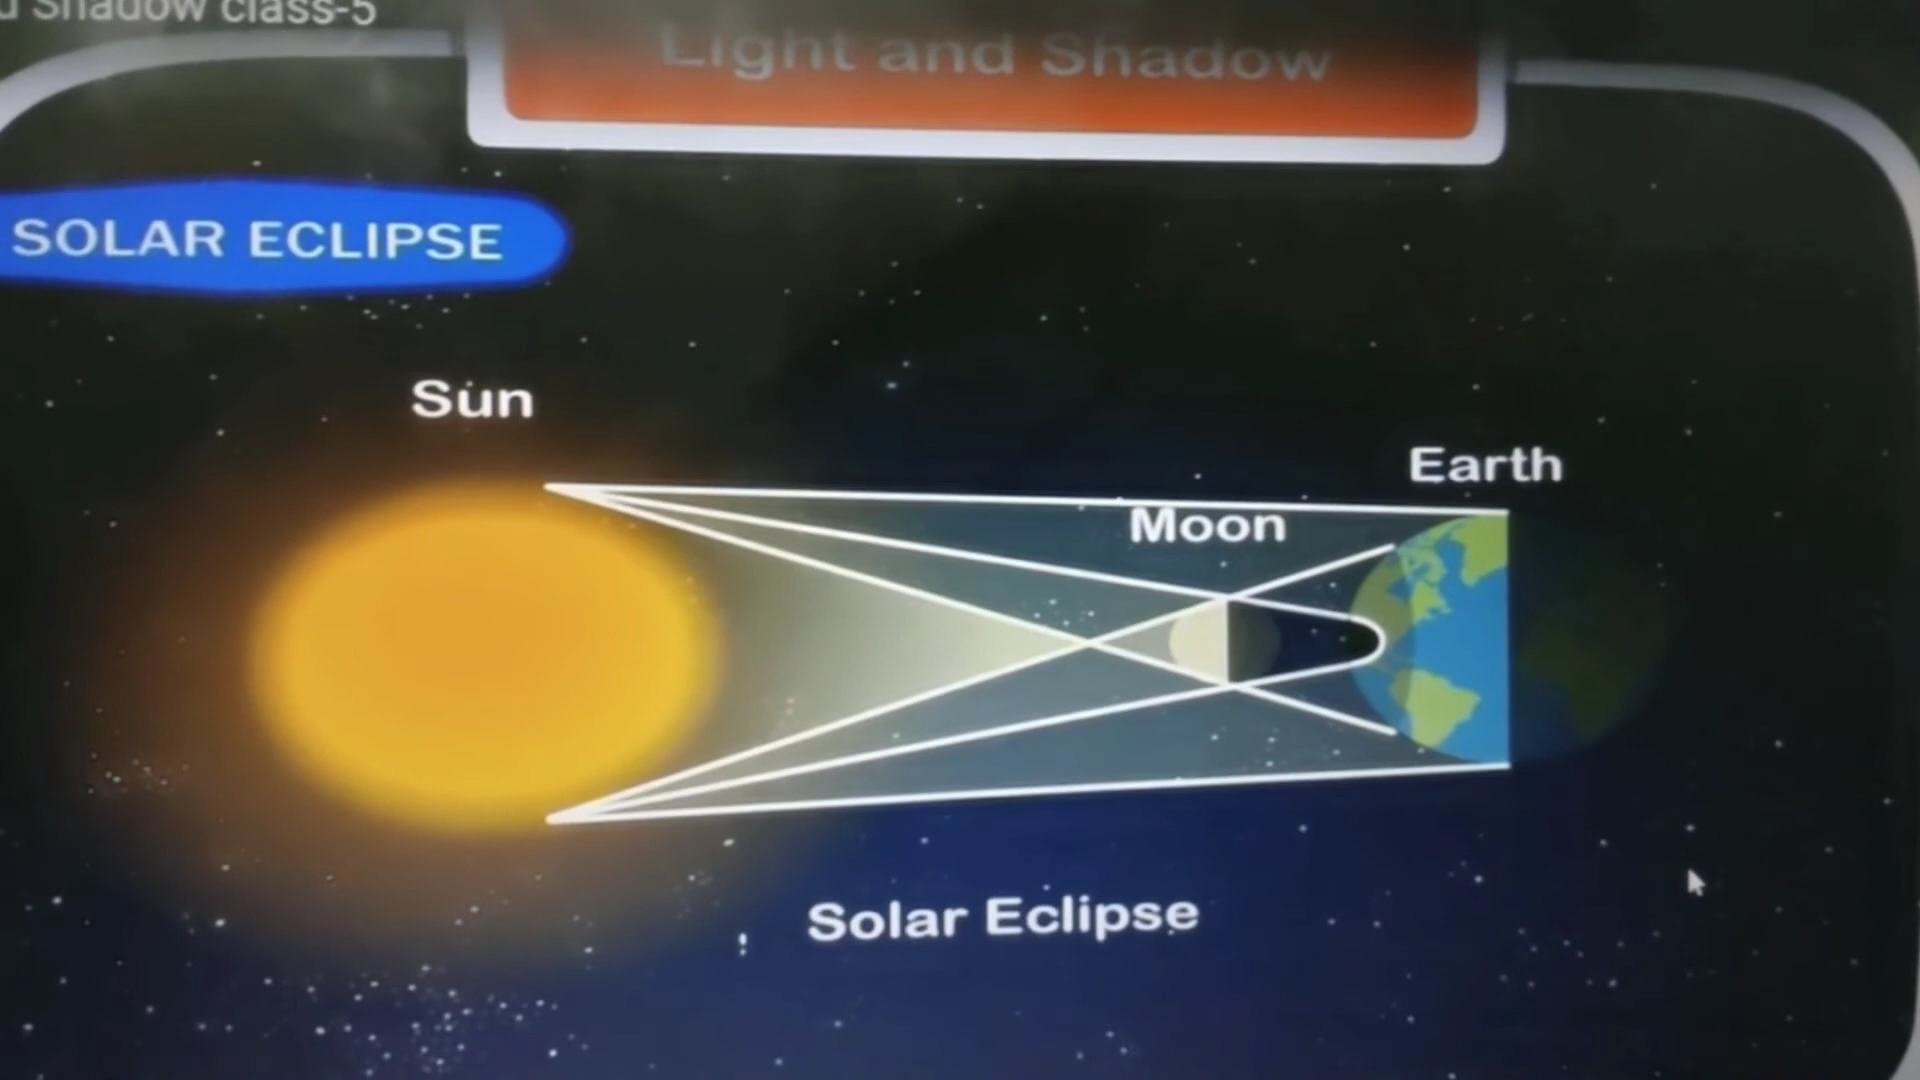 Shadow class-5
Light and Shadow
SOLAR ECLIPSE
Sun
Earth
Moon
Solar Eclipse